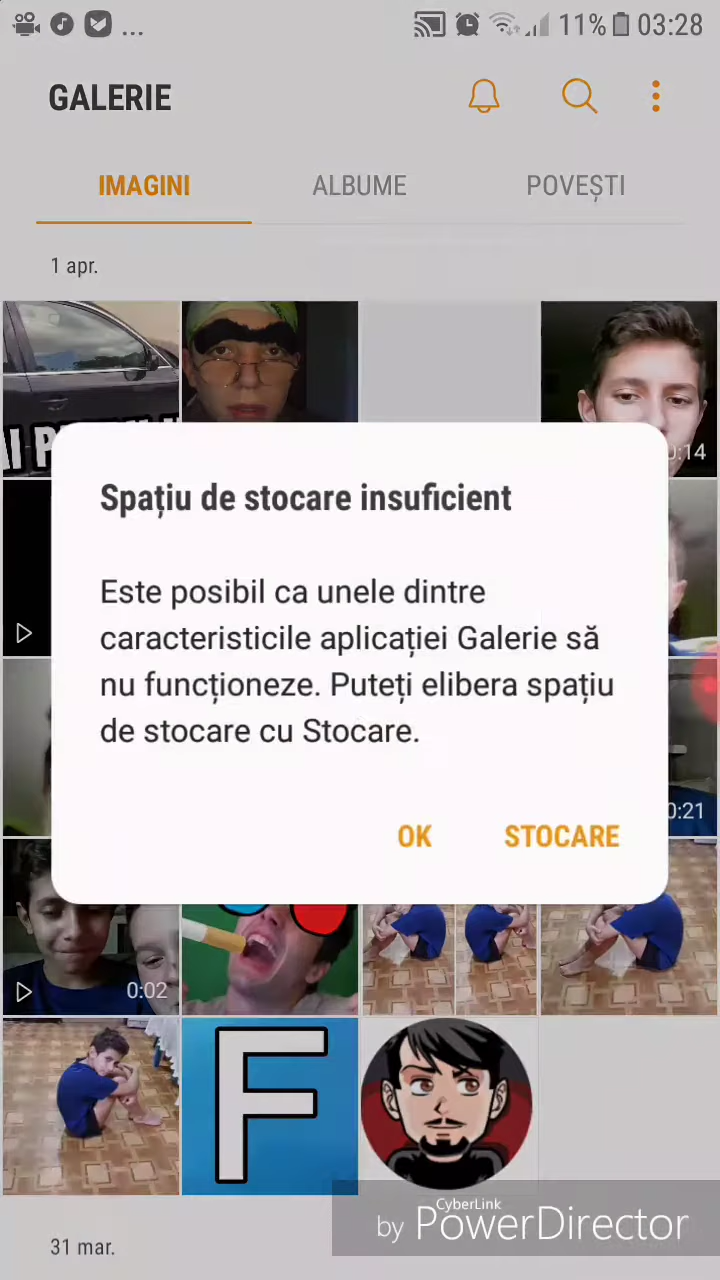 ... 11% 03:28
GALERIE
IMAGINI ALBUME POVEȘTI
1 apr.
0:14
Spațiu de stocare insuficient
Este posibil ca unele dintre
caracteristicile aplicației Galerie să
nu funcționeze. Puteți elibera spațiu
de stocare cu Stocare.
0:21
OK STOCARE
0:02
F
CyberLink
by PowerDirector
31 mar.